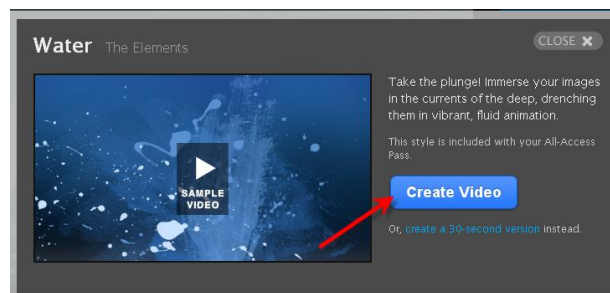 Water The Elements
CLOSE ✖
Take the plunge! Immerse your images
in the currents of the deep, drenching
them in vibrant, fluid animation.
This style is included with your All-Access
Pass.
SAMPLE
VIDEO
Create Video
Or, create a 30-second version instead.